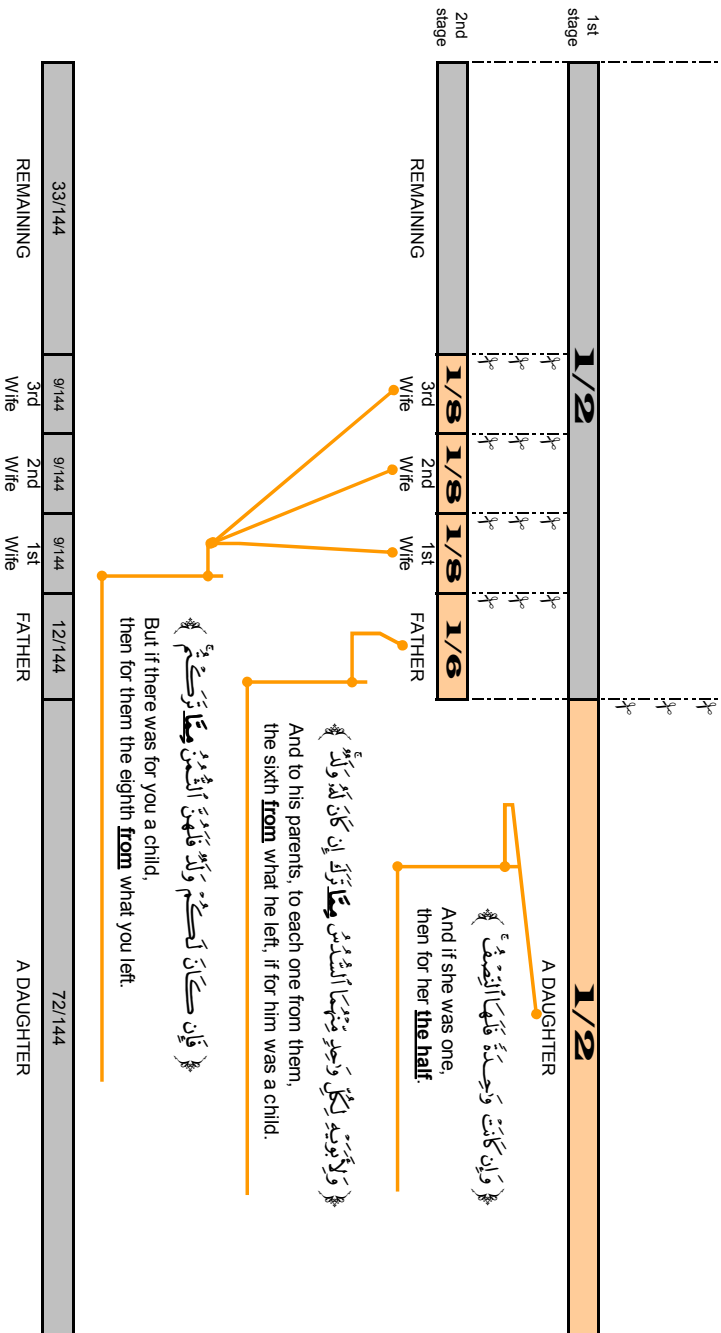 1st
stage
1/2
1/2
A DAUGHTER
﴿ وَإِن كَانَتْ وَٰحِدَةً فَلَهَا ٱلنِّصْفُ ۚ ﴾
And if she was one,
then for her the half.
2nd
stage
1/8
1/8
1/8
1/6
REMAINING
3rd
Wife
2nd
Wife
1st
Wife
FATHER
﴿ وَلِأَبَوَيْهِ لِكُلِّ وَٰحِدٍ مِّنْهُمَا ٱلسُّدُسُ مِمَّا تَرَكَ إِن كَانَ لَهُۥ وَلَدٌ ۚ ﴾
And to his parents, to each one from them,
the sixth from what he left, if for him was a child.
﴿ فَإِن كَانَ لَكُمْ وَلَدٌ فَلَهُنَّ ٱلثُّمُنُ مِمَّا تَرَكْتُم ۚ ﴾
But if there was for you a child,
then for them the eighth from what you left.
33/144
9/144
9/144
9/144
12/144
72/144
REMAINING
3rd
Wife
2nd
Wife
1st
Wife
FATHER
A DAUGHTER